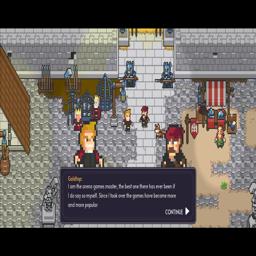 Goldtop:
I am the arena games master, the best one there has ever been if
I do say so myself. Since I took over the games have become more
and more popular
CONTINUE